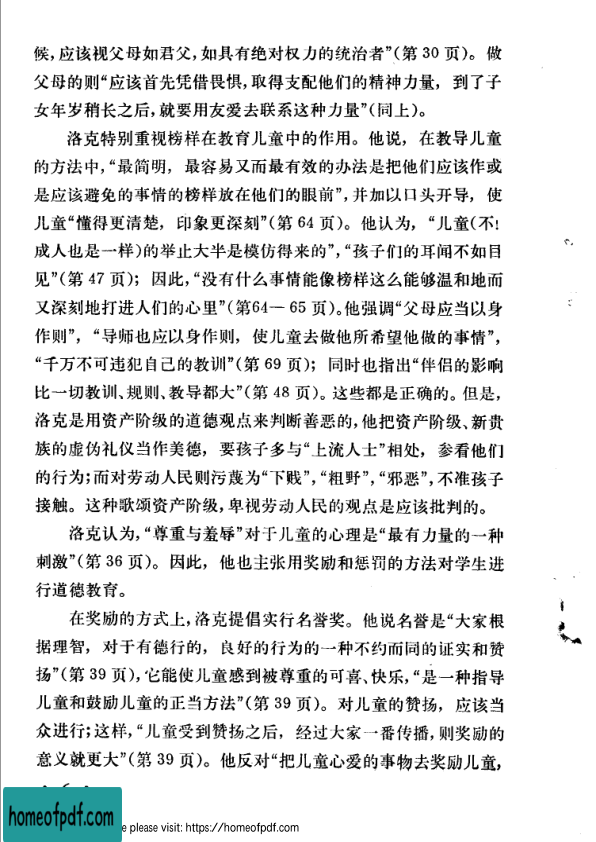 候，应该视父母如君父，如具有绝对权力的统治者”(第 30 页)。做
父母的则“应该首先凭借畏惧，取得支配他们的精神力量，到了子
女年岁稍长之后，就要用友爱去联系这种力量”(同上)。
洛克特别重视榜样在教育儿童中的作用。他说，在教导儿童
的方法中，“最简明，最容易又而最有效的办法是把他们应该作或
是应该避免的事情的榜样放在他们的眼前”，并加以口头开导，使
儿童“懂得更清楚，印象更深刻”(第 64 页)。他认为，“儿童(不!
成人也是一样)的举止大半是模仿得来的”，“孩子们的耳闻不如目
见”(第 47 页)；因此，“没有什么事情能像榜样这么能够温和地而
又深刻地打进人们的心里”(第64—65 页)。他强调“父母应当以身
作则”，“导师也应以身作则，使儿童去做他所希望他做的事情”，
“千万不可违犯自己的教训”(第 69 页)；同时也指出“伴侣的影响
比一切教训、规则、教导都大”(第 48 页)。这些都是正确的。但是，
洛克是用资产阶级的道德观点来判断善恶的，他把资产阶级、新贵
族的虚伪礼仪当作美德，要孩子多与“上流人士”相处，参看他们
的行为；而对劳动人民则污蔑为“下贱”，“粗野”，“邪恶”，不准孩子
接触。这种歌颂资产阶级，卑视劳动人民的观点是应该批判的。
洛克认为，“尊重与羞辱”对于儿童的心理是“最有力量的一种
刺激”(第 36 页)。因此，他也主张用奖励和惩罚的方法对学生进
行道德教育。
在奖励的方式上，洛克提倡实行名誉奖。他说名誉是“大家根
据理智，对于有德行的，良好的行为的一种不约而同的证实和赞
扬”(第 39 页)，它能使儿童感到被尊重的可喜、快乐，“是一种指导
儿童和鼓励儿童的正当方法”(第 39 页)。对儿童的赞扬，应该当
众进行；这样，“儿童受到赞扬之后，经过大家一番传播，则奖励的
意义就更大”(第 39 页)。他反对“把儿童心爱的事物去奖励儿童，
homeofpdf.com
e please visit: https://homeofpdf.com